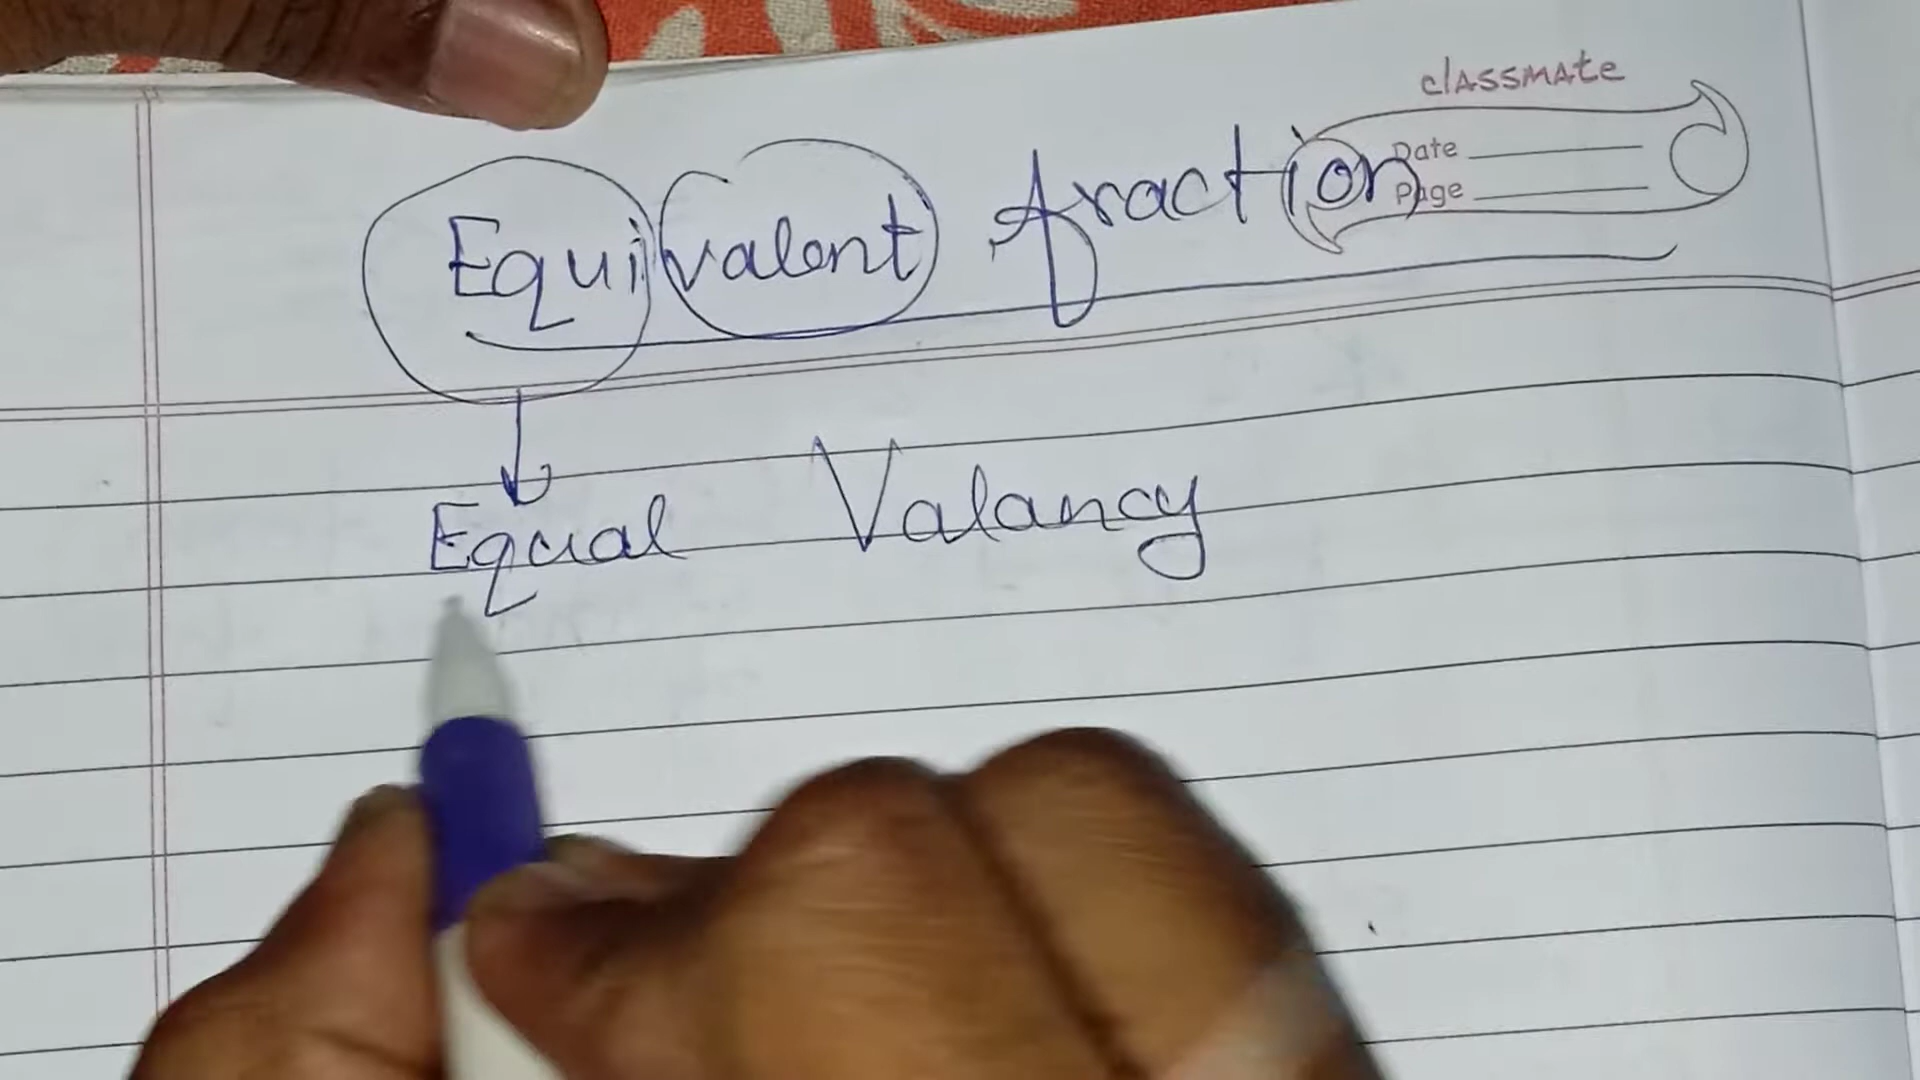 classmate
Date
Page
Equivalent fraction
Equal Valancy